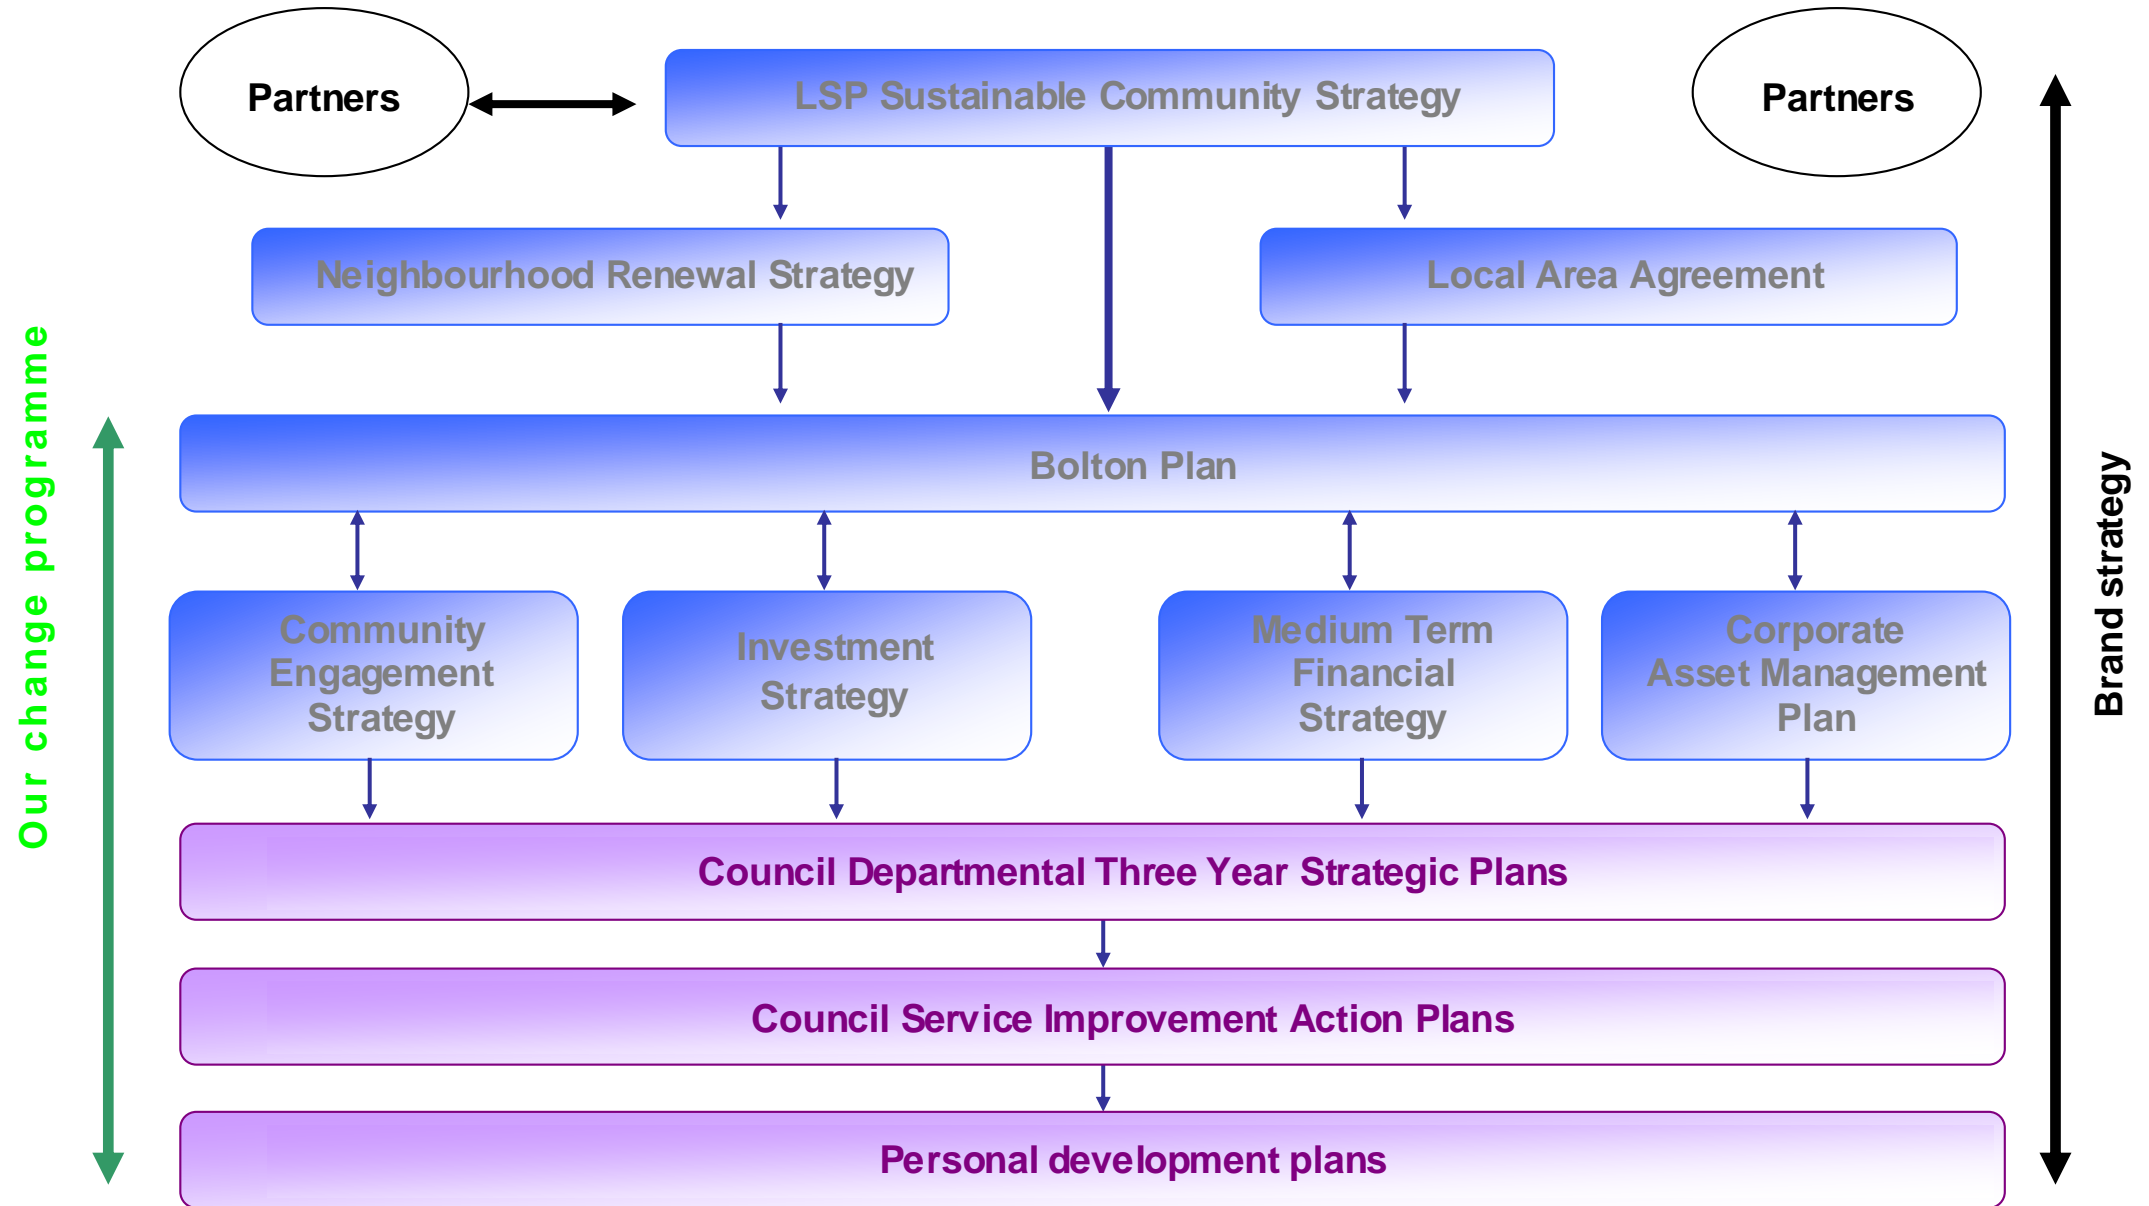 Partners
LSP Sustainable Community Strategy
Partners
Neighbourhood Renewal Strategy
Local Area Agreement
Our change programme
Bolton Plan
Brand strategy
Community
Engagement
Strategy
Investment
Strategy
Medium Term
Financial
Strategy
Corporate
Asset Management
Plan
Council Departmental Three Year Strategic Plans
Council Service Improvement Action Plans
Personal development plans